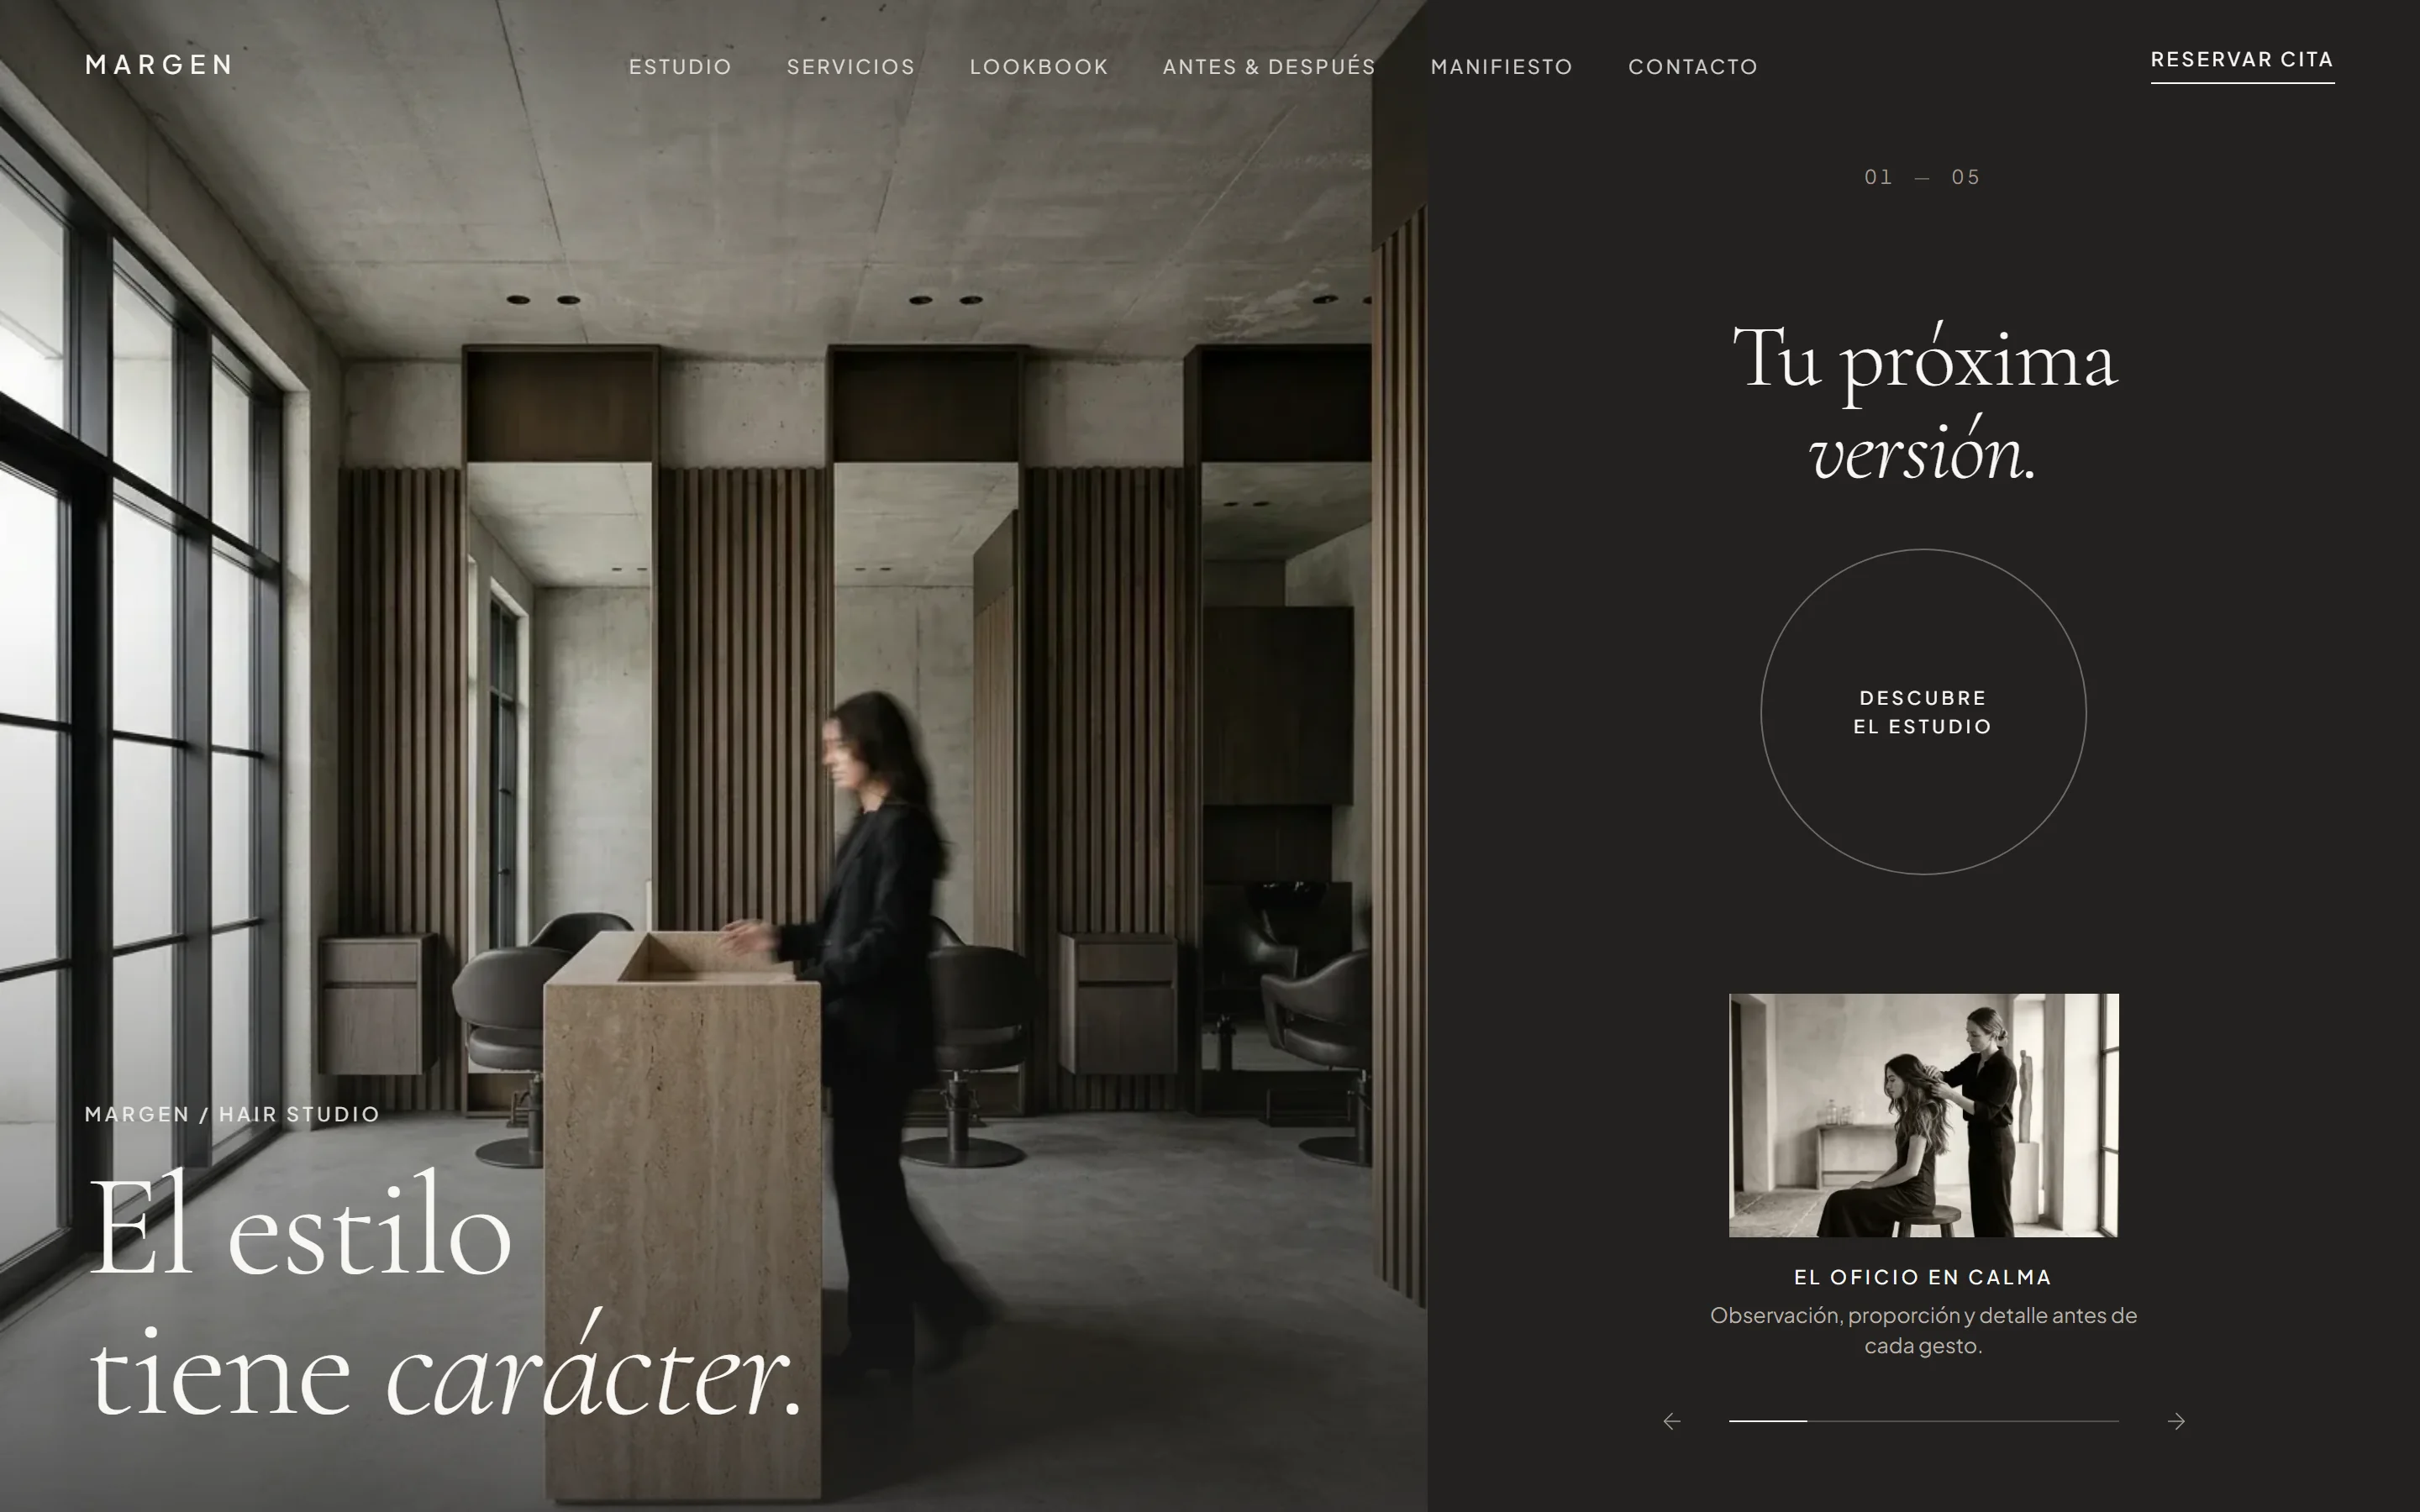 MARGEN
ESTUDIO SERVICIOS LOOKBOOK ANTES & DESPUÉS MANIFIESTO CONTACTO
RESERVAR CITA
MARGEN / HAIR STUDIO
El estilo
tiene carácter.
01 — 05
Tu próxima
versión.
DESCUBRE
EL ESTUDIO
EL OFICIO EN CALMA
Observación, proporción y detalle antes de
cada gesto.